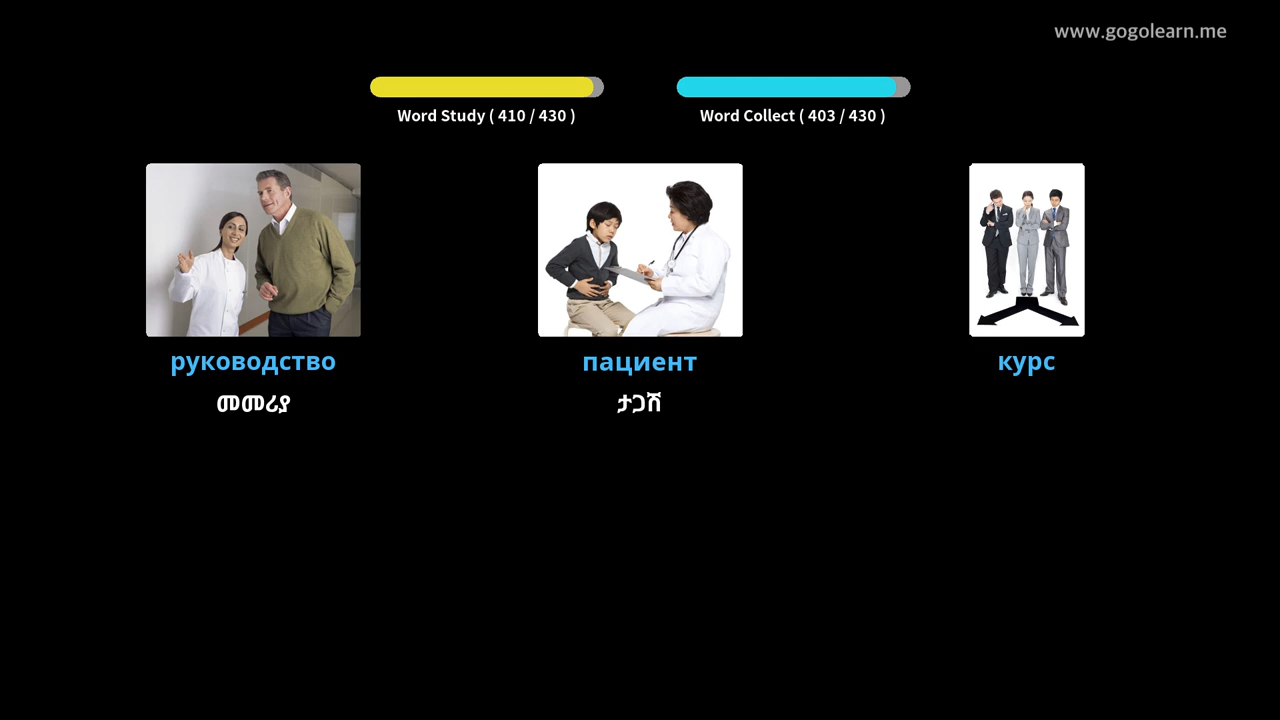 www.gogolearn.me
Word Study ( 410 / 430 )
Word Collect ( 403 / 430 )
руководство
пациент
курс
መመሪያ
ታጋሽ